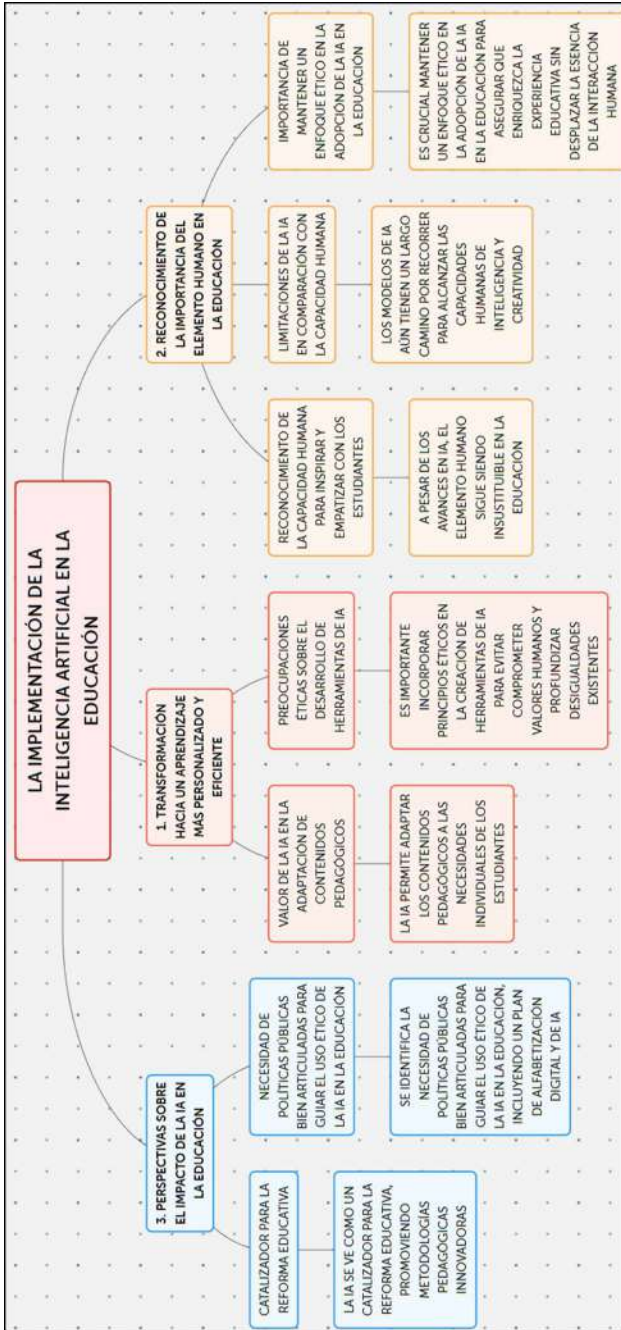 LA IMPLEMENTACIÓN DE LA
INTELIGENCIA ARTIFICIAL EN LA
EDUCACIÓN
3. PERSPECTIVAS SOBRE
EL IMPACTO DE LA IA EN
LA EDUCACIÓN
CATALIZADOR PARA LA
REFORMA EDUCATIVA
LA IA SE VE COMO UN
CATALIZADOR PARA LA
REFORMA EDUCATIVA,
PROMOVIENDO
METODOLOGÍAS
PEDAGÓGICAS
INNOVADORAS
NECESIDAD DE
POLÍTICAS PÚBLICAS
BIEN ARTICULADAS PARA
GUIAR EL USO ÉTICO DE
LA IA EN LA EDUCACIÓN
SE IDENTIFICA LA
NECESIDAD DE
POLÍTICAS PÚBLICAS
BIEN ARTICULADAS PARA
GUIAR EL USO ÉTICO DE
LA IA EN LA EDUCACIÓN,
INCLUYENDO UN PLAN
DE ALFABETIZACIÓN
DIGITAL Y DE IA
1. TRANSFORMACIÓN
HACIA UN APRENDIZAJE
MÁS PERSONALIZADO Y
EFICIENTE
VALOR DE LA IA EN LA
ADAPTACIÓN DE
CONTENIDOS
PEDAGÓGICOS
LA IA PERMITE ADAPTAR
LOS CONTENIDOS
PEDAGÓGICOS A LAS
NECESIDADES
INDIVIDUALES DE LOS
ESTUDIANTES
PREOCUPACIONES
ÉTICAS SOBRE EL
DESARROLLO DE
HERRAMIENTAS DE IA
ES IMPORTANTE
INCORPORAR
PRINCIPIOS ÉTICOS EN
LA CREACIÓN DE
HERRAMIENTAS DE IA
PARA EVITAR
COMPROMETER
VALORES HUMANOS Y
PROFUNDIZAR
DESIGUALDADES
EXISTENTES
2. RECONOCIMIENTO DE
LA IMPORTANCIA DEL
ELEMENTO HUMANO EN
LA EDUCACIÓN
RECONOCIMIENTO DE
LA CAPACIDAD HUMANA
PARA INSPIRAR Y
EMPATIZAR CON LOS
ESTUDIANTES
A PESAR DE LOS
AVANCES EN IA, EL
ELEMENTO HUMANO
SIGUE SIENDO
INSUSTITUIBLE EN LA
EDUCACIÓN
LIMITACIONES DE LA IA
EN COMPARACIÓN CON
LA CAPACIDAD HUMANA
LOS MODELOS DE IA
AÚN TIENEN UN LARGO
CAMINO POR RECORRER
PARA ALCANZAR LAS
CAPACIDADES
HUMANAS DE
INTELIGENCIA Y
CREATIVIDAD
IMPORTANCIA DE
MANTENER UN
ENFOQUE ÉTICO EN LA
ADOPCIÓN DE LA IA EN
LA EDUCACIÓN
ES CRUCIAL MANTENER
UN ENFOQUE ÉTICO EN
LA ADOPCIÓN DE LA IA
EN LA EDUCACIÓN PARA
ASEGURAR QUE
ENRIQUEZCA LA
EXPERIENCIA
EDUCATIVA SIN
DESPLAZAR LA ESENCIA
DE LA INTERACCIÓN
HUMANA